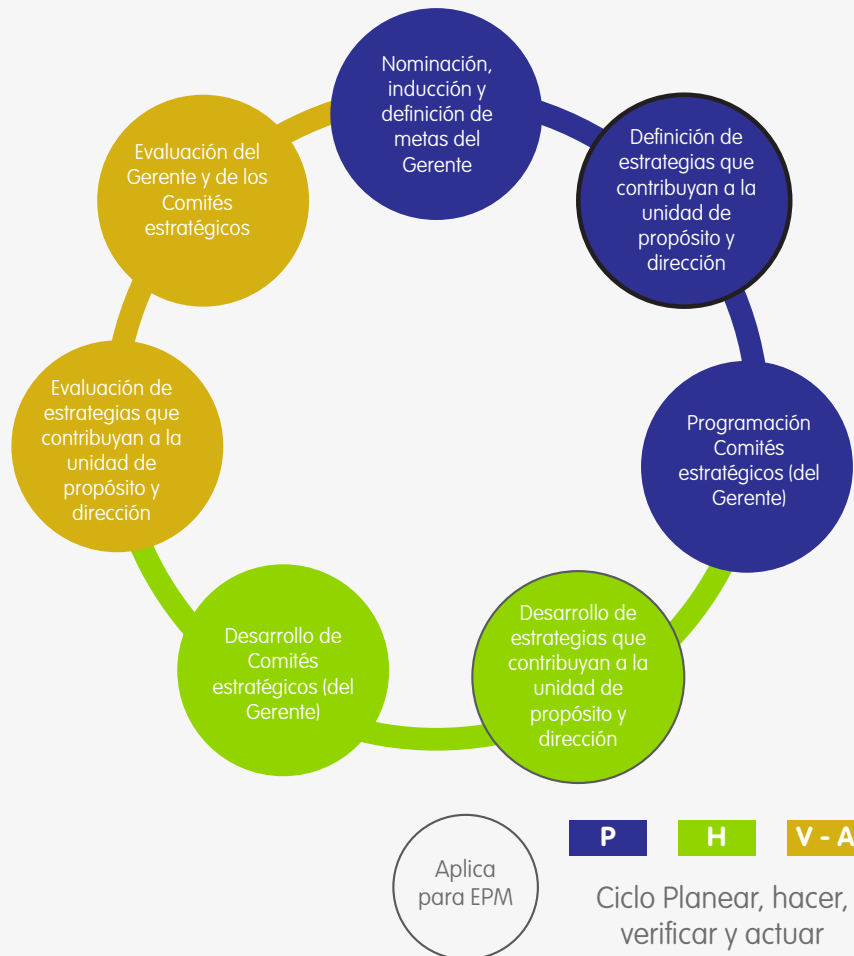 Nominación,
inducción y
definición de
metas del
Gerente
Definición de
estrategias que
contribuyan a la
unidad de
propósito y
dirección
Programación
Comités
estratégicos (del
Gerente)
Desarrollo de
estrategias que
contribuyan a la
unidad de
propósito y
dirección
Desarrollo de
Comités
estratégicos (del
Gerente)
Evaluación de
estrategias que
contribuyan a la
unidad de
propósito y
dirección
Evaluación del
Gerente y de los
Comités
estratégicos
Aplica
para EPM
P
H
V - A
Ciclo Planear, hacer,
verificar y actuar